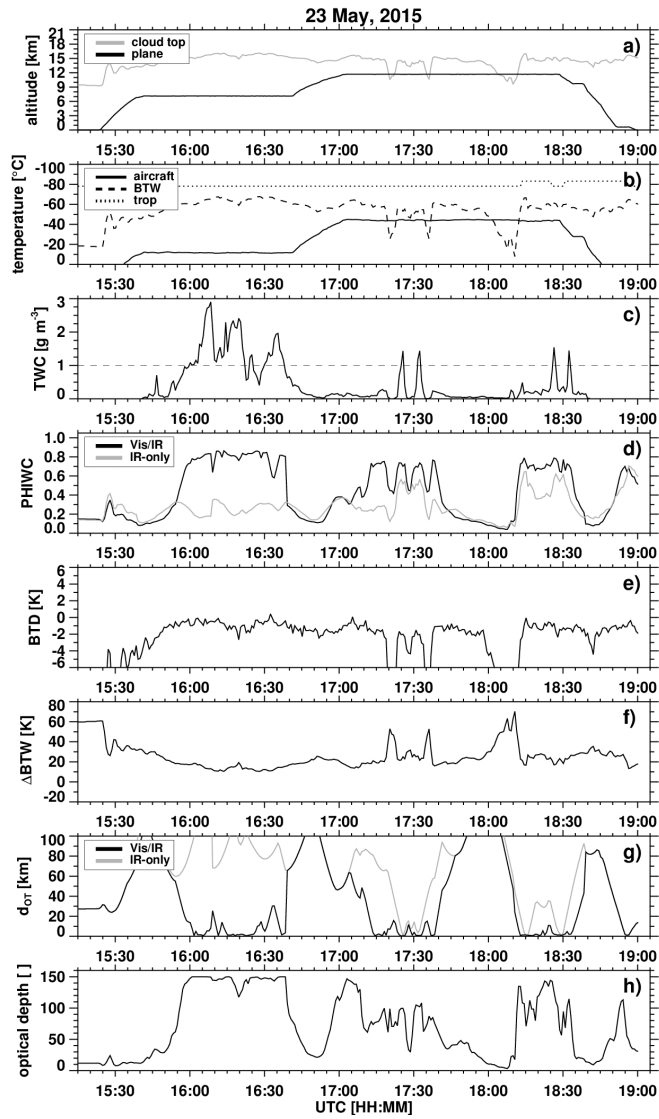 23 May, 2015
altitude [km]
21
18
15
12
9
6
3
0
cloud top
plane
a)
15:30 16:00 16:30 17:00 17:30 18:00 18:30 19:00
temperature [°C]
-100
-80
-60
-40
-20
0
aircraft
BTW
trop
b)
15:30 16:00 16:30 17:00 17:30 18:00 18:30 19:00
TWC [g m-3]
3
2
1
0
c)
15:30 16:00 16:30 17:00 17:30 18:00 18:30 19:00
PHIWC
1.0
0.8
0.6
0.4
0.2
0.0
Vis/IR
IR-only
d)
15:30 16:00 16:30 17:00 17:30 18:00 18:30 19:00
BTD [K]
6
4
2
0
-2
-4
-6
e)
15:30 16:00 16:30 17:00 17:30 18:00 18:30 19:00
ΔBTW [K]
80
60
40
20
0
-20
f)
15:30 16:00 16:30 17:00 17:30 18:00 18:30 19:00
dOT [km]
100
80
60
40
20
0
Vis/IR
IR-only
g)
15:30 16:00 16:30 17:00 17:30 18:00 18:30 19:00
optical depth [ ]
150
100
50
0
h)
15:30 16:00 16:30 17:00 17:30 18:00 18:30 19:00
UTC [HH:MM]